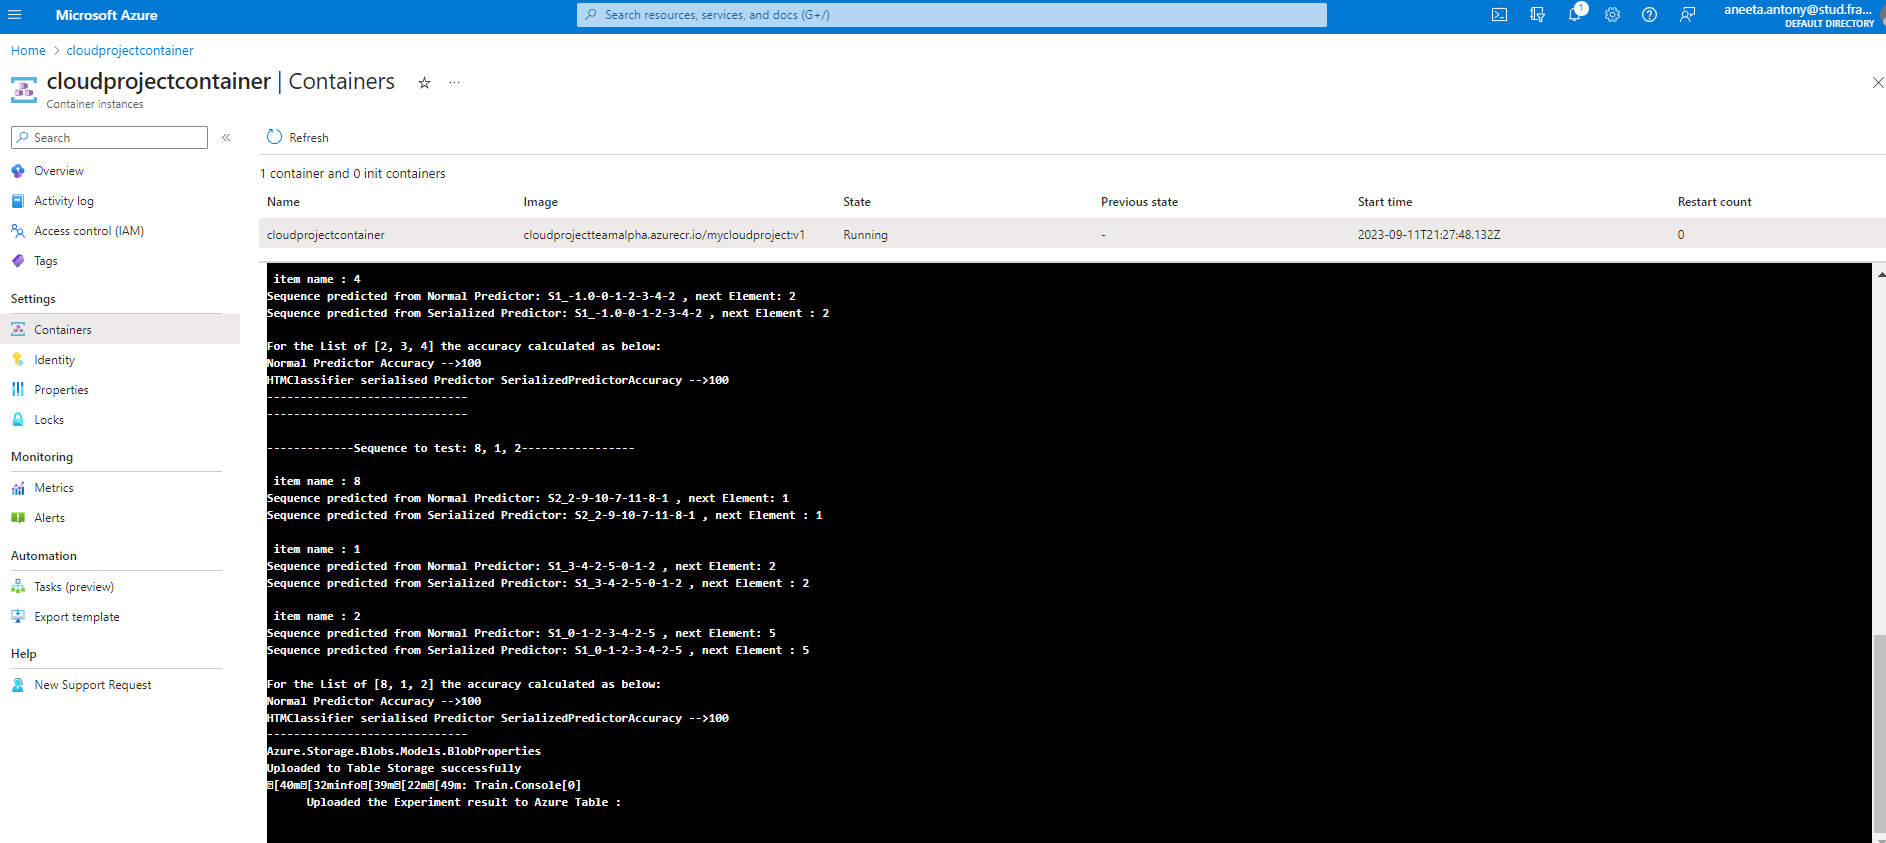 Microsoft Azure
Search resources, services, and docs (G+/)
1
aneeta.antony@stud.fra...
DEFAULT DIRECTORY
Home > cloudprojectcontainer
cloudprojectcontainer | Containers
Container instances
Search
Refresh
Overview
Activity log
Access control (IAM)
Tags
Settings
Containers
Identity
Properties
Locks
Monitoring
Metrics
Alerts
Automation
Tasks (preview)
Export template
Help
New Support Request
1 container and 0 init containers
Name Image State Previous state Start time Restart count
cloudprojectcontainer cloudprojectteamalpha.azurecr.io/mycloudproject:v1 Running - 2023-09-11T21:27:48.132Z 0
item name : 4
Sequence predicted from Normal Predictor: S1_-1.0-0-1-2-3-4-2 , next Element: 2
Sequence predicted from Serialized Predictor: S1_-1.0-0-1-2-3-4-2 , next Element : 2
For the List of [2, 3, 4] the accuracy calculated as below:
Normal Predictor Accuracy -->100
HTMClassifier serialised Predictor SerializedPredictorAccuracy -->100
------------------------------
------------------------------
-------------Sequence to test: 8, 1, 2-----------------
item name : 8
Sequence predicted from Normal Predictor: S2_2-9-10-7-11-8-1 , next Element: 1
Sequence predicted from Serialized Predictor: S2_2-9-10-7-11-8-1 , next Element : 1
item name : 1
Sequence predicted from Normal Predictor: S1_3-4-2-5-0-1-2 , next Element: 2
Sequence predicted from Serialized Predictor: S1_3-4-2-5-0-1-2 , next Element : 2
item name : 2
Sequence predicted from Normal Predictor: S1_0-1-2-3-4-2-5 , next Element: 5
Sequence predicted from Serialized Predictor: S1_0-1-2-3-4-2-5 , next Element : 5
For the List of [8, 1, 2] the accuracy calculated as below:
Normal Predictor Accuracy -->100
HTMClassifier serialised Predictor SerializedPredictorAccuracy -->100
------------------------------
Azure.Storage.Blobs.Models.BlobProperties
Uploaded to Table Storage successfully
[40m[32minfo[39m[22m[49m: Train.Console[0]
Uploaded the Experiment result to Azure Table :